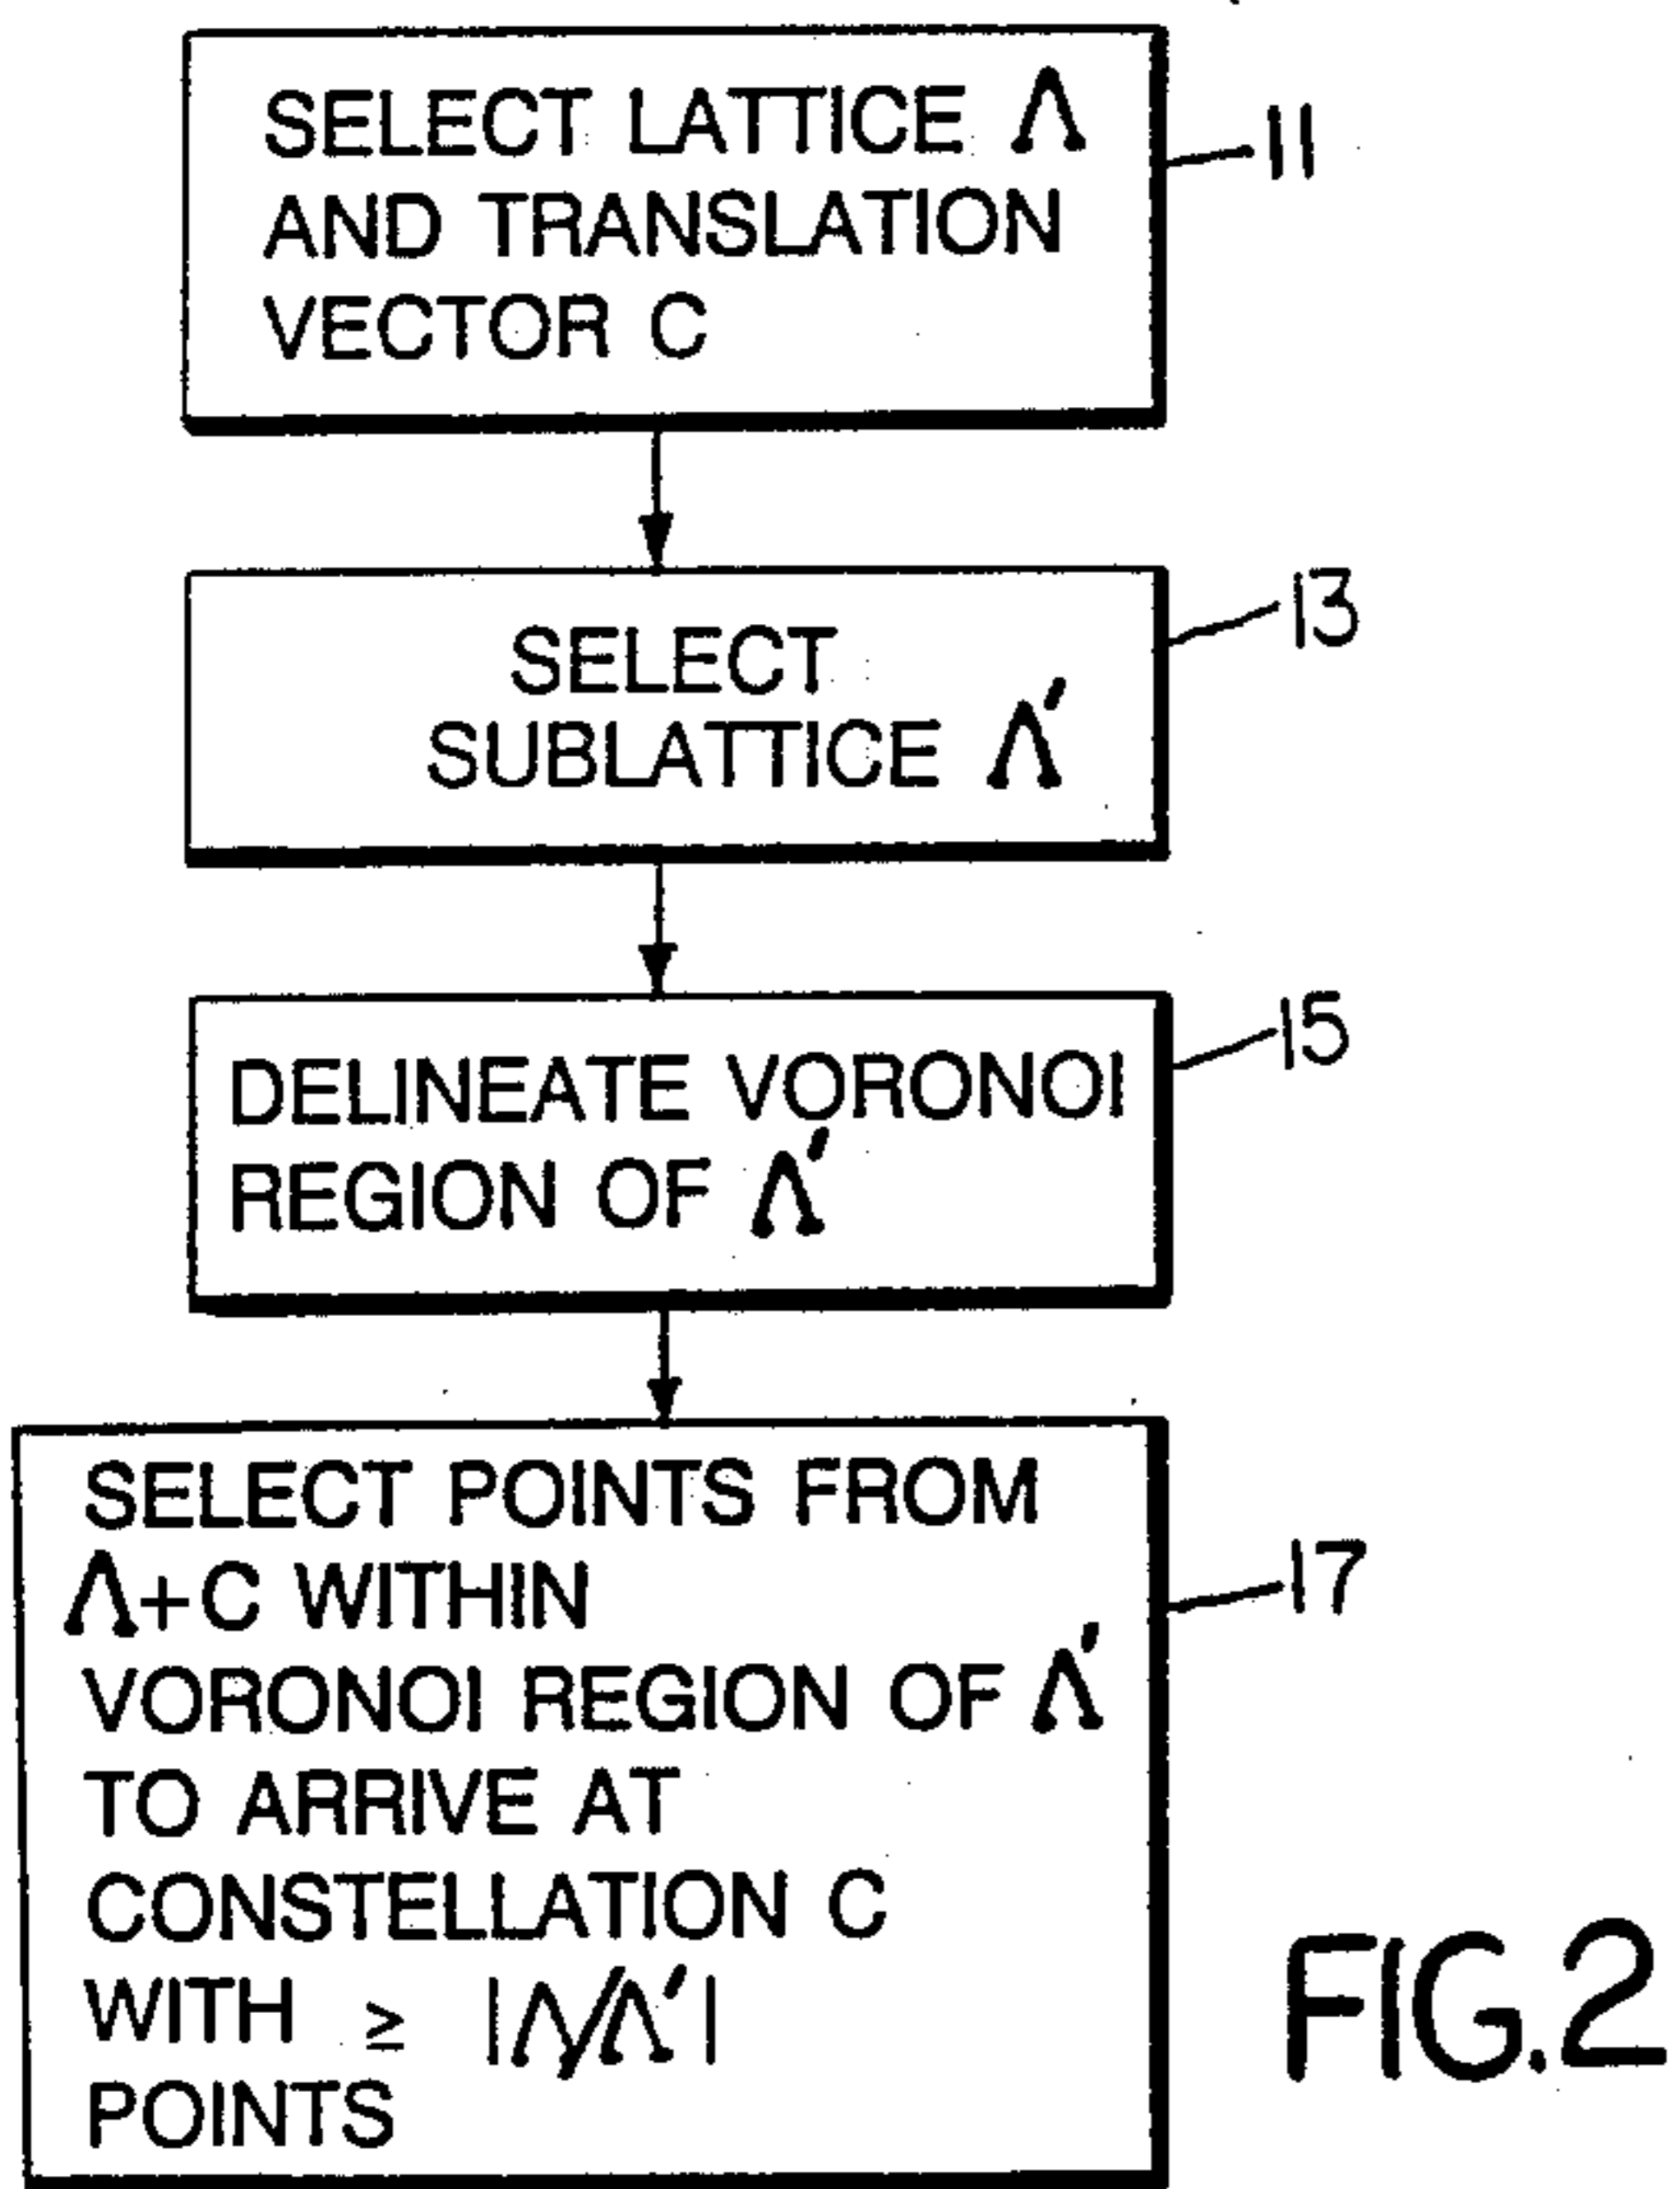 SELECT LATTICE Λ
AND TRANSLATION
VECTOR C
11
SELECT
SUBLATTICE Λ'
13
DELINEATE VORONOI
REGION OF Λ'
15
SELECT POINTS FROM
Λ+C WITHIN
VORONOI REGION OF Λ'
TO ARRIVE AT
CONSTELLATION C
WITH ≥ |Λ/Λ'|
POINTS
17
FIG.2